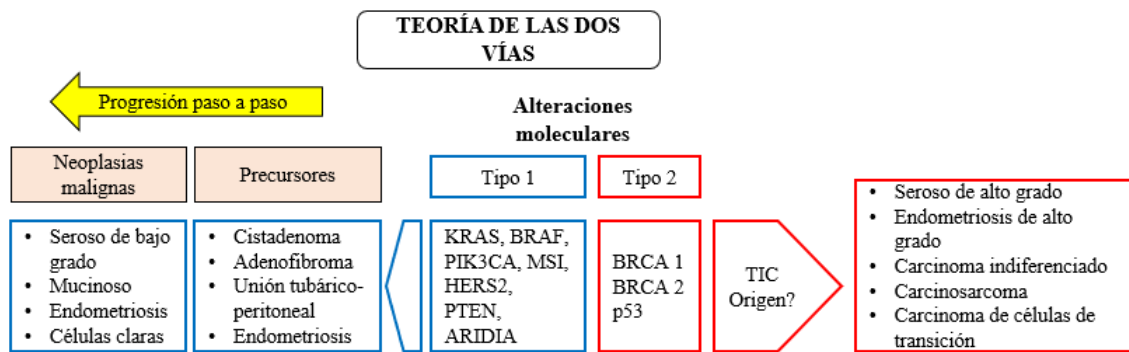 TEORÍA DE LAS DOS
VÍAS
Progresión paso a paso
Alteraciones
moleculares
Neoplasias
malignas
Precursores
Tipo 1
Tipo 2
• Seroso de bajo
grado
• Mucinoso
• Endometriosis
• Células claras
• Cistadenoma
• Adenofibroma
• Unión tubárico-
peritoneal
• Endometriosis
KRAS, BRAF,
PIK3CA, MSI,
HERS2,
PTEN,
ARIDIA
BRCA 1
BRCA 2
p53
TIC
Origen?
• Seroso de alto grado
• Endometriosis de alto
grado
• Carcinoma indiferenciado
• Carcinosarcoma
• Carcinoma de células de
transición